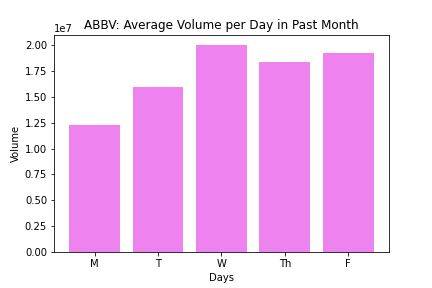 ABBV: Average Volume per Day in Past Month
1e7
2.00
1.75
1.50
1.25
1.00
0.75
0.50
0.25
0.00
Volume
M T W Th F
Days